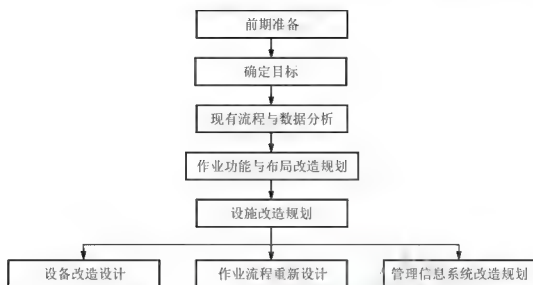 前期准备
确定目标
现有流程与数据分析
作业功能与布局改造规划
设施改造规划
设备改造设计
作业流程重新设计
管理信息系统改造规划